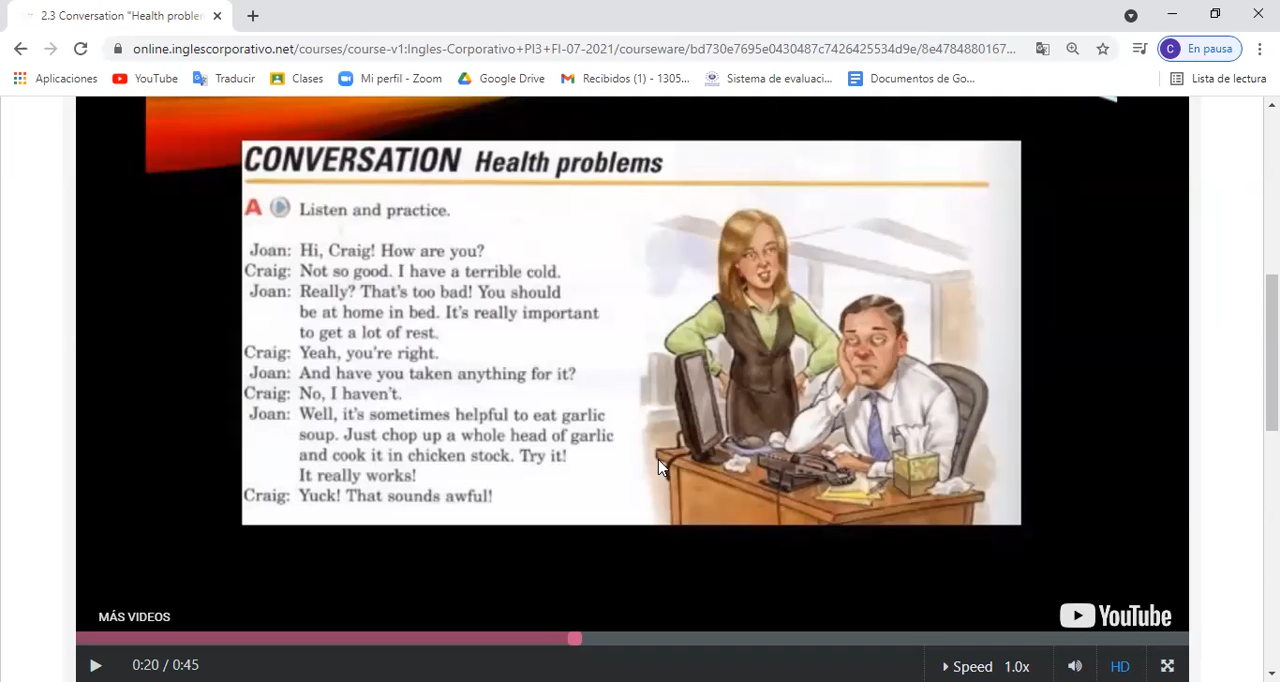 2.3 Conversation "Health probler
online.inglescorporativo.net/courses/course-v1:Ingles-Corporativo+PI3+FI-07-2021/courseware/bd730e7695e0430487c7426425534d9e/8e4784880167...
C En pausa
Aplicaciones YouTube Traducir Clases Mi perfil - Zoom Google Drive Recibidos (1) - 1305... Sistema de evaluaci... Documentos de Go... Lista de lectura
CONVERSATION Health problems
A Listen and practice.
Joan: Hi, Craig! How are you?
Craig: Not so good. I have a terrible cold.
Joan: Really? That's too bad! You should
be at home in bed. It's really important
to get a lot of rest.
Craig: Yeah, you're right.
Joan: And have you taken anything for it?
Craig: No, I haven't.
Joan: Well, it's sometimes helpful to eat garlic
soup. Just chop up a whole head of garlic
and cook it in chicken stock. Try it!
It really works!
Craig: Yuck! That sounds awful!
MÁS VIDEOS
YouTube
0:20 / 0:45
Speed 1.0x
HD